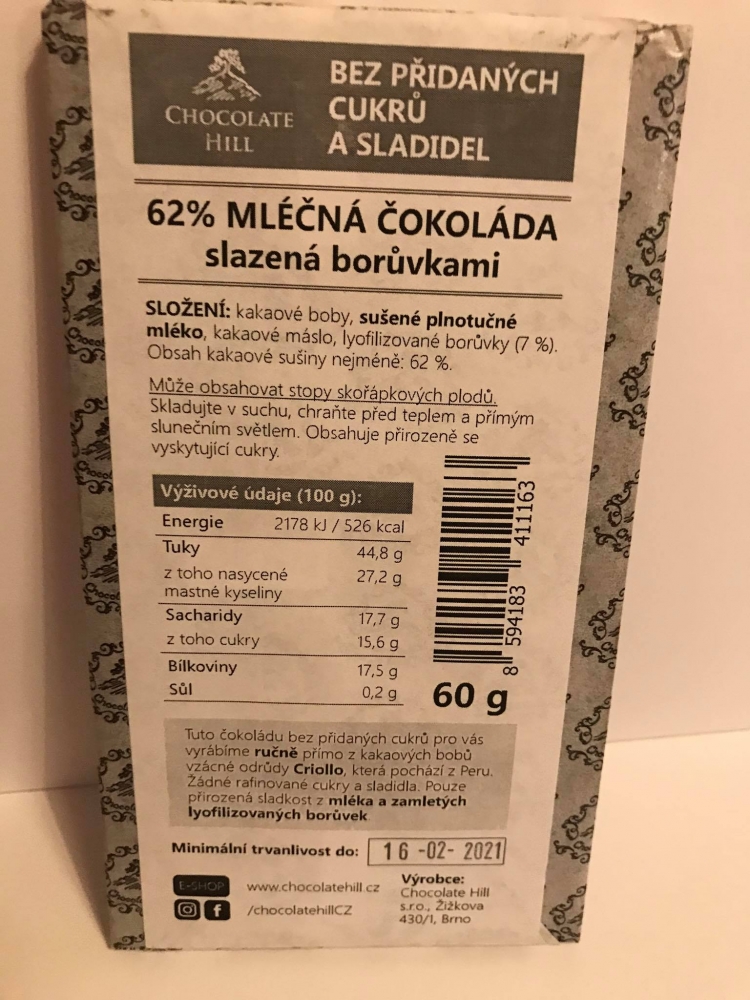 CHOCOLATE
HILL
BEZ PŘIDANÝCH
CUKRŮ
A SLADIDEL
62% MLÉČNÁ ČOKOLÁDA
slazená borůvkami
SLOŽENÍ: kakaové boby, sušené plnotučné
mléko, kakaové máslo, lyofilizované borůvky (7 %).
Obsah kakaové sušiny nejméně: 62 %.
Může obsahovat stopy skořápkových plodů.
Skladujte v suchu, chraňte před teplem a přímým
slunečním světlem. Obsahuje přirozeně se
vyskytující cukry.
Výživové údaje (100 g):
Energie 2178 kJ / 526 kcal
Tuky 44,8 g
z toho nasycené 27,2 g
mastné kyseliny
Sacharidy 17,7 g
z toho cukry 15,6 g
Bílkoviny 17,5 g
Sůl 0,2 g
8 594183 411163
60 g
Tuto čokoládu bez přidaných cukrů pro vás
vyrábíme ručně přímo z kakaových bobů
vzácné odrůdy Criollo, která pochází z Peru.
Žádné rafinované cukry a sladidla. Pouze
přirozená sladkost z mléka a zamletých
lyofilizovaných borůvek
Minimální trvanlivost do: 16-02-2021
E-SHOP www.chocolatehill.cz
/chocolatehillCZ
Výrobce:
Chocolate Hill
s.r.o., Žižkova
430/1, Brno